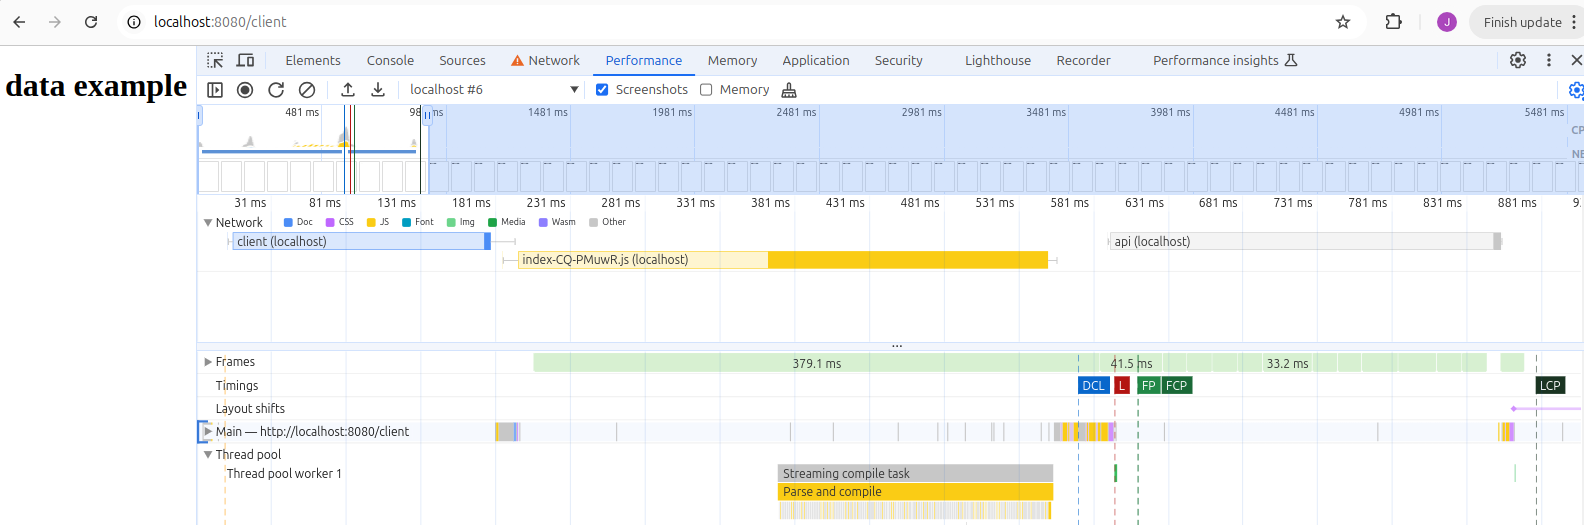 localhost:8080/client
J
Finish update
data example
Elements Console Sources Network Performance Memory Application Security Lighthouse Recorder Performance insights
localhost #6 Screenshots Memory
481 ms 98 ms 1481 ms 1981 ms 2481 ms 2981 ms 3481 ms 3981 ms 4481 ms 4981 ms 5481 ms
CP
NE
31 ms 81 ms 131 ms 181 ms 231 ms 281 ms 331 ms 381 ms 431 ms 481 ms 531 ms 581 ms 631 ms 681 ms 731 ms 781 ms 831 ms 881 ms 9.
Network Doc CSS JS Font Img Media Wasm Other
client (localhost) api (localhost)
index-CQ-PMuwR.js (localhost)
...
Frames 379.1 ms 41.5 ms 33.2 ms
Timings DCL L FP FCP LCP
Layout shifts
Main — http://localhost:8080/client
Thread pool
Thread pool worker 1 Streaming compile task
Parse and compile